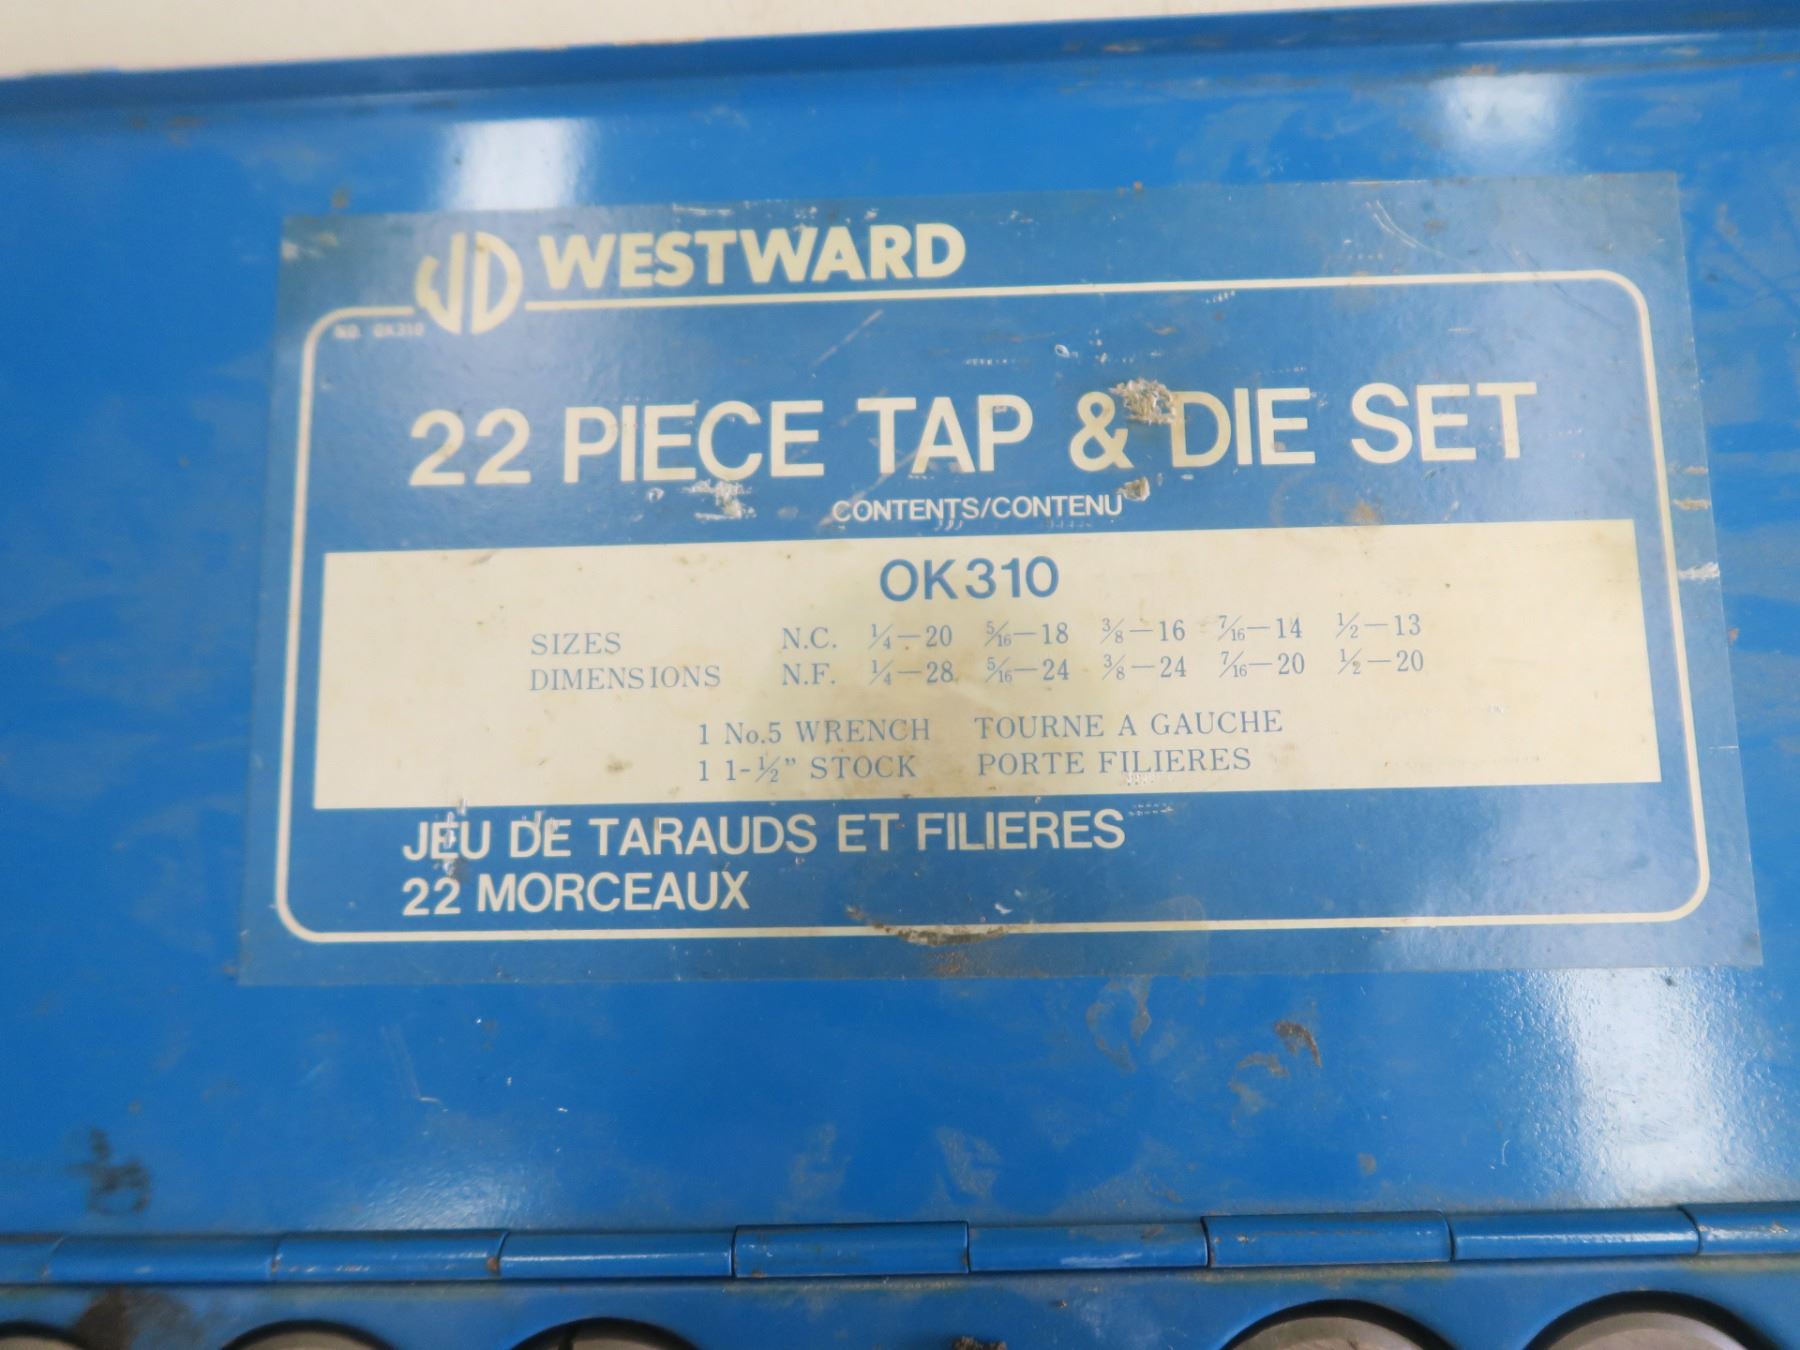 WESTWARD
NO. OK310
22 PIECE TAP & DIE SET
CONTENTS/CONTENU
OK310
SIZES N.C. 1/4-20 5/16-18 3/8-16 7/16-14 1/2-13
DIMENSIONS N.F. 1/4-28 5/16-24 3/8-24 7/16-20 1/2-20
1 No.5 WRENCH TOURNE A GAUCHE
1 1-1/2" STOCK PORTE FILIERES
JEU DE TARAUDS ET FILIERES
22 MORCEAUX